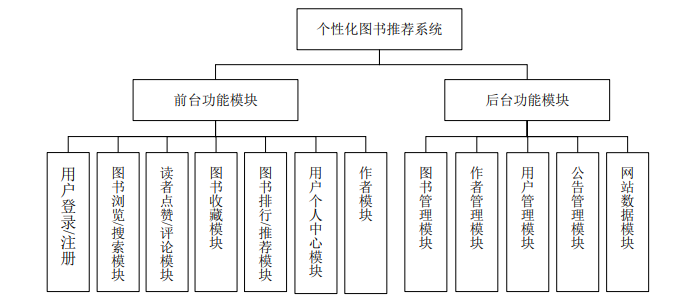 个性化图书推荐系统
前台功能模块
后台功能模块
用户登录/注册
图书浏览/搜索模块
读者点赞/评论模块
图书收藏模块
图书排行/推荐模块
用户个人中心模块
作者模块
图书管理模块
作者管理模块
用户管理模块
公告管理模块
网站数据模块